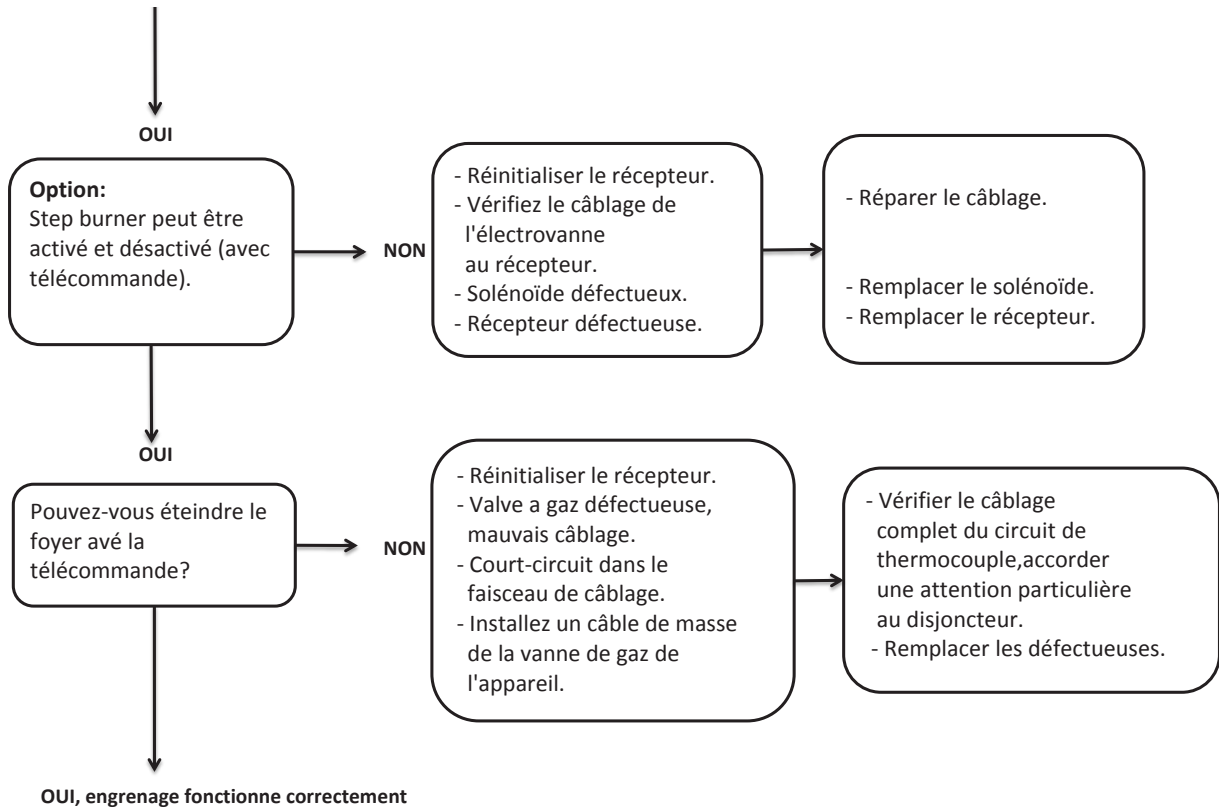 OUI
Option:
Step burner peut être
activé et désactivé (avec
télécommande).
NON
- Réinitialiser le récepteur.
- Vérifiez le câblage de
l'électrovanne
au récepteur.
- Solénoïde défectueux.
- Récepteur défectueuse.
- Réparer le câblage.
- Remplacer le solénoïde.
- Remplacer le récepteur.
OUI
Pouvez-vous éteindre le
foyer avé la
télécommande?
NON
- Réinitialiser le récepteur.
- Valve a gaz défectueuse,
mauvais câblage.
- Court-circuit dans le
faisceau de câblage.
- Installez un câble de masse
de la vanne de gaz de
l'appareil.
- Vérifier le câblage
complet du circuit de
thermocouple,accorder
une attention particulière
au disjoncteur.
- Remplacer les défectueuses.
OUI, engrenage fonctionne correctement